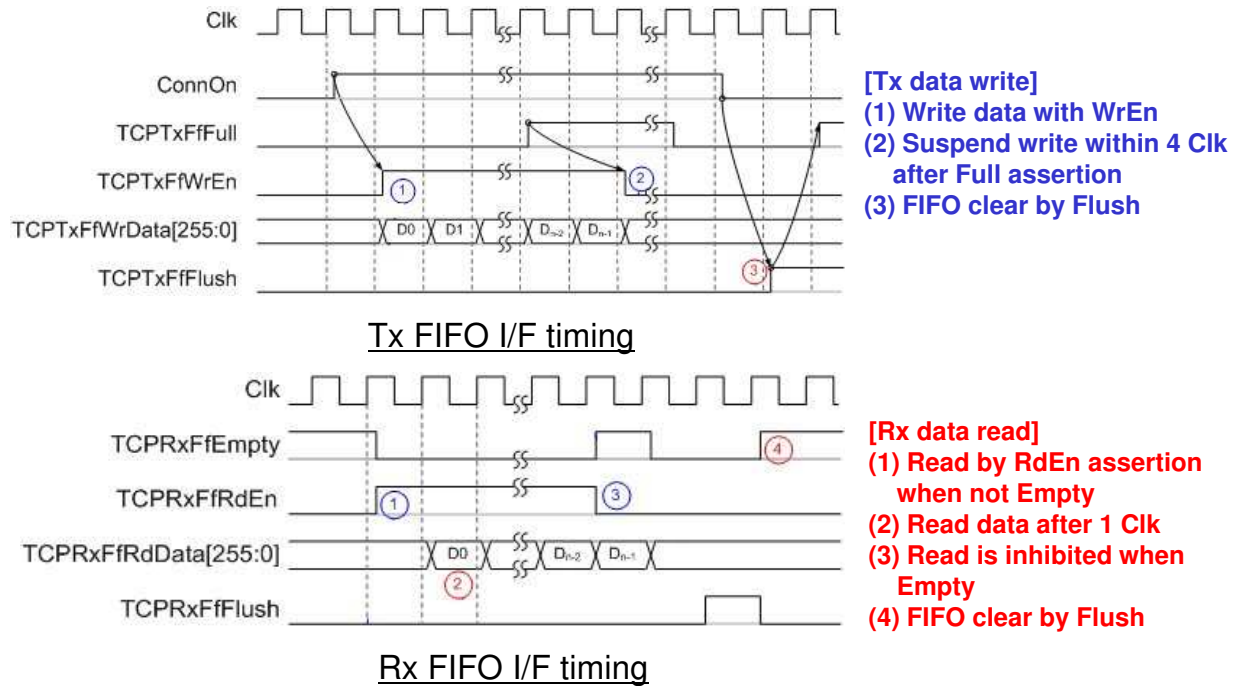 Clk
ConnOn
TCPTxFfFull
TCPTxFfWrEn
1
2
TCPTxFfWrData[255:0]
D0 D1 Dn-2 Dn-1
TCPTxFfFlush
3
[Tx data write]
(1) Write data with WrEn
(2) Suspend write within 4 Clk
after Full assertion
(3) FIFO clear by Flush
Tx FIFO I/F timing
Clk
TCPRxFfEmpty
4
TCPRxFfRdEn
1
3
TCPRxFfRdData[255:0]
D0 Dn-2 Dn-1
2
TCPRxFfFlush
[Rx data read]
(1) Read by RdEn assertion
when not Empty
(2) Read data after 1 Clk
(3) Read is inhibited when
Empty
(4) FIFO clear by Flush
Rx FIFO I/F timing